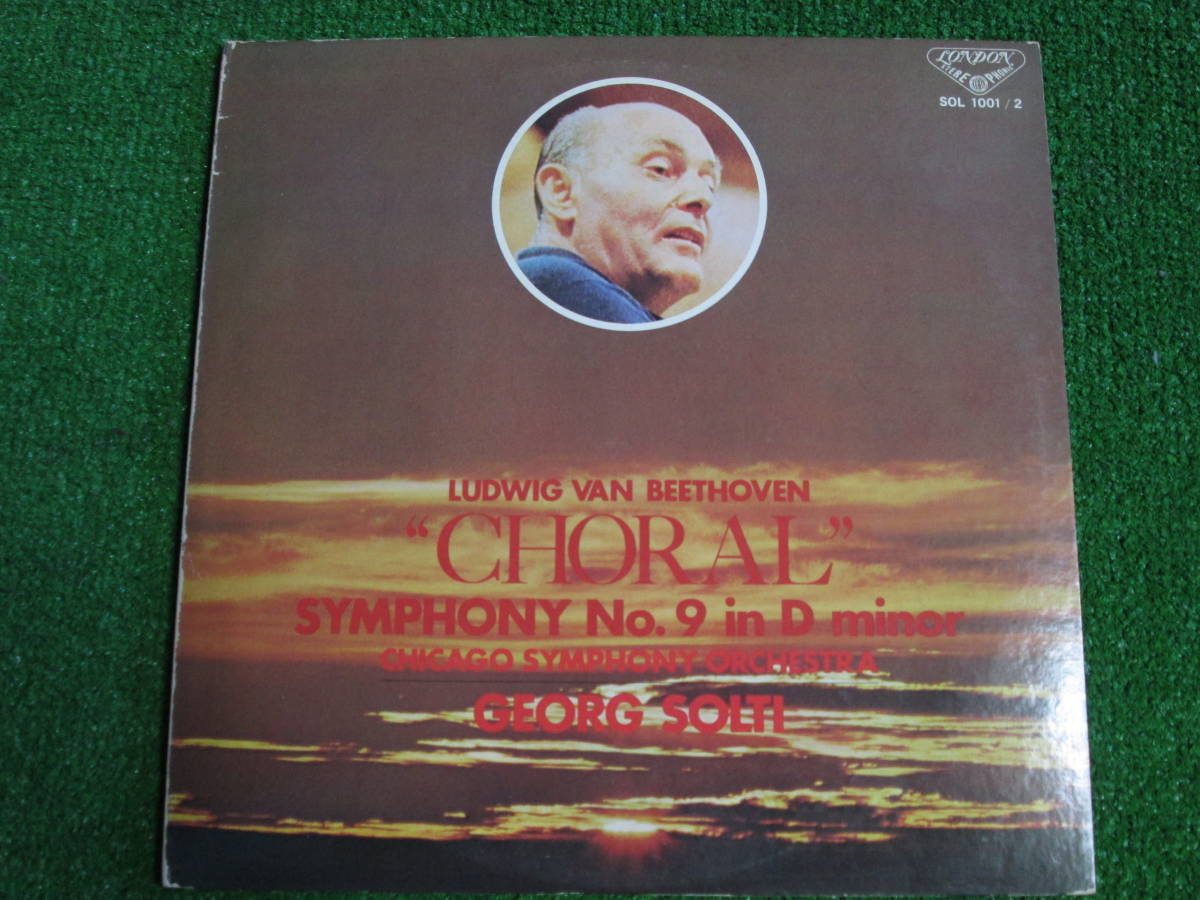 LONDON
STEREO PHONIC
SOL 1001/2
LUDWIG VAN BEETHOVEN
“CHORAL”
SYMPHONY No. 9 in D minor
CHICAGO SYMPHONY ORCHESTRA
GEORG SOLTI